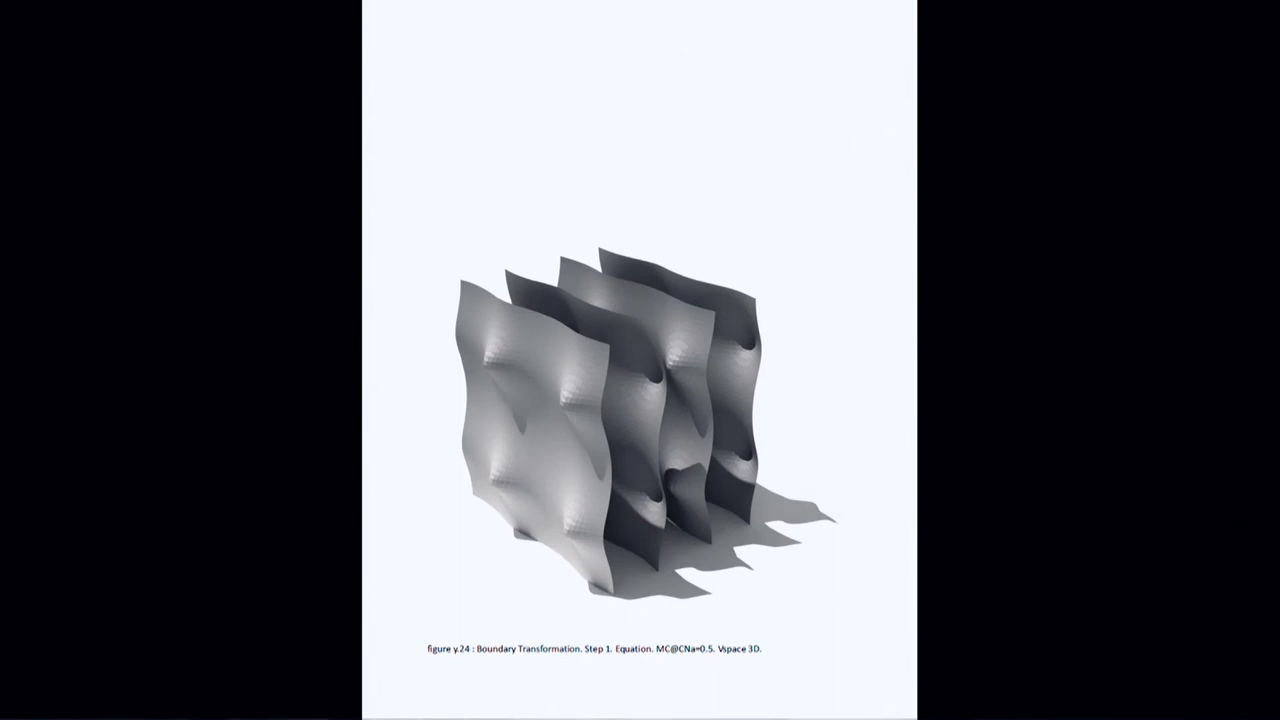 figure y.24 : Boundary Transformation. Step 1. Equation. MC@CNa=0.5. Vspace 3D.